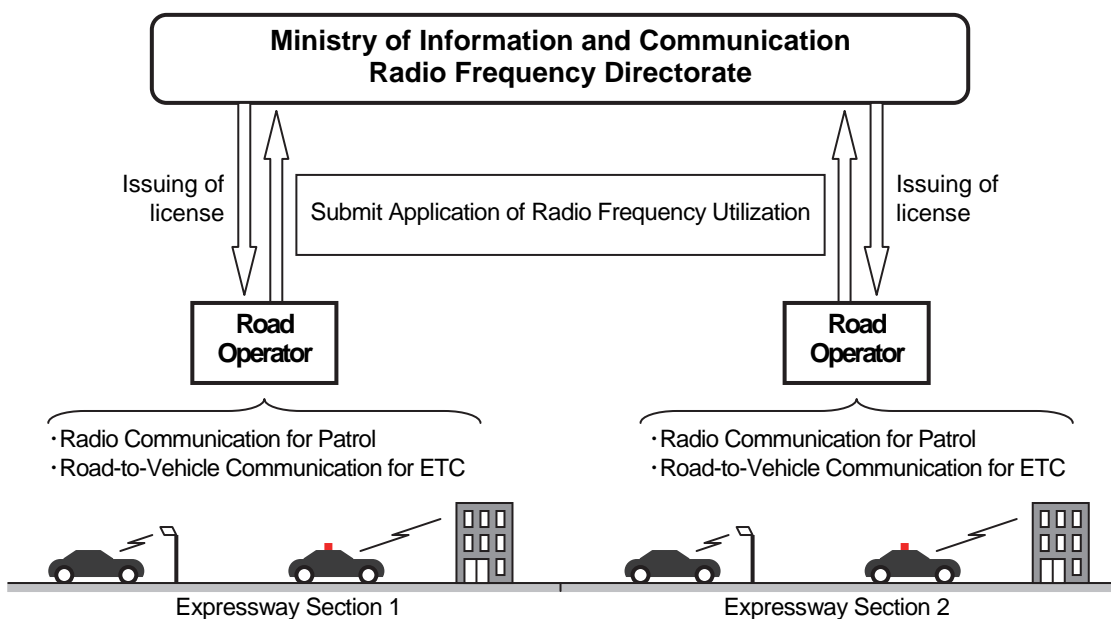 Ministry of Information and Communication
Radio Frequency Directorate
Issuing of
license
Submit Application of Radio Frequency Utilization
Issuing of
license
Road
Operator
Road
Operator
・Radio Communication for Patrol
・Road-to-Vehicle Communication for ETC
・Radio Communication for Patrol
・Road-to-Vehicle Communication for ETC
Expressway Section 1
Expressway Section 2